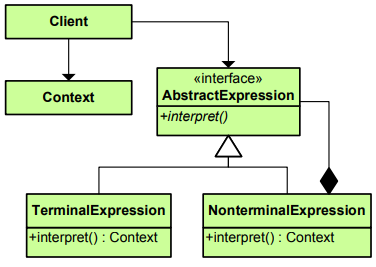 Client
Context
«interface»
AbstractExpression
+interpret()
TerminalExpression
+interpret() : Context
NonterminalExpression
+interpret() : Context